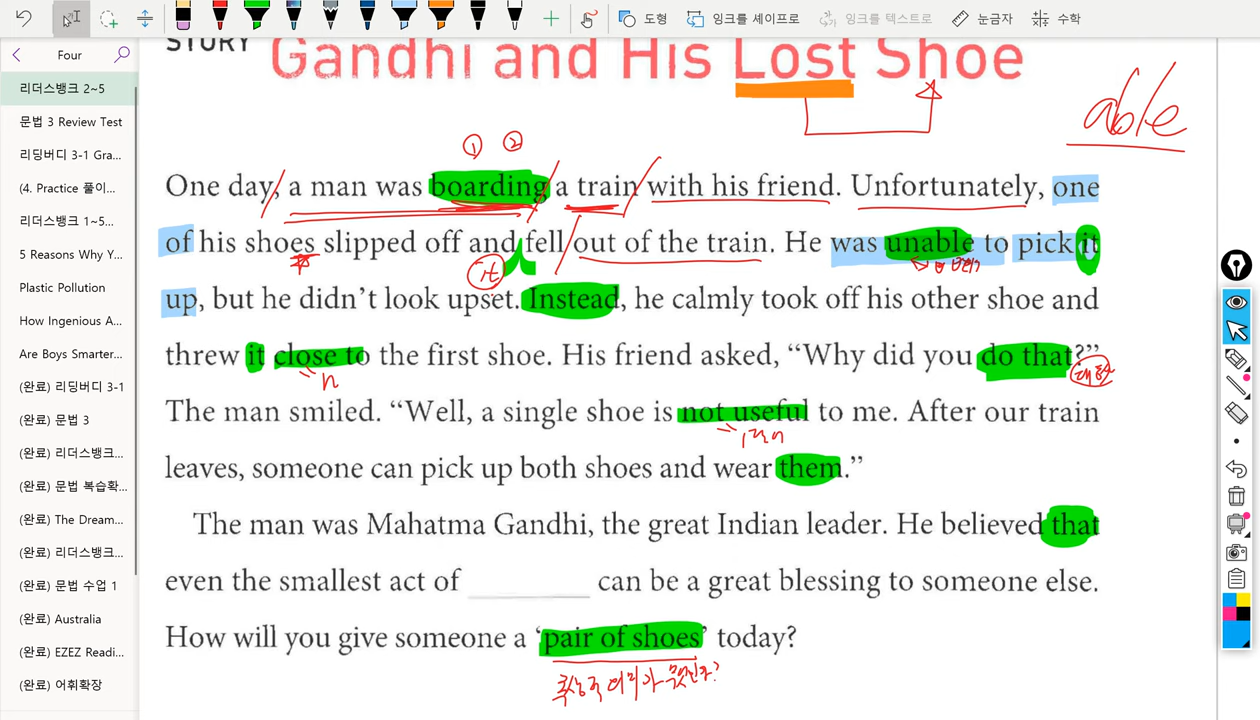 도형
잉크를 셰이프로
잉크를 텍스트로
눈금자
수학
Four
리더스뱅크 2~5
문법 3 Review Test
리딩버디 3-1 Gra...
(4. Practice 풀이...
리더스뱅크 1~5...
5 Reasons Why Y...
Plastic Pollution
How Ingenious A...
Are Boys Smarter...
(완료) 리딩버디 3-1
(완료) 문법 3
(완료) 리더스뱅크...
(완료) 문법 복습확...
(완료) The Dream...
(완료) 리더스뱅크...
(완료) 문법 수업 1
(완료) Australia
(완료) EZEZ Readi...
(완료) 어휘확장
STORY Gandhi and His Lost Shoe
able
① ②
One day, a man was boarding a train with his friend. Unfortunately, one
of his shoes slipped off and fell out of the train. He was unable to pick it
it
up, but he didn't look upset. Instead, he calmly took off his other shoe and
threw it close to the first shoe. His friend asked, “Why did you do that?”
n
The man smiled. “Well, a single shoe is not useful to me. After our train
leaves, someone can pick up both shoes and wear them.”
The man was Mahatma Gandhi, the great Indian leader. He believed that
even the smallest act of __________ can be a great blessing to someone else.
How will you give someone a ‘pair of shoes’ today?